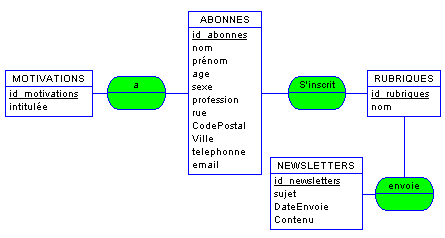 ABONNES
id_abonnes
nom
prénom
age
sexe
profession
rue
CodePostal
Ville
telephonne
email
MOTIVATIONS
id_motivations
intitulée
a
S'inscrit
RUBRIQUES
id_rubriques
nom
NEWSLETTERS
id_newsletters
sujet
DateEnvoie
Contenu
envoie